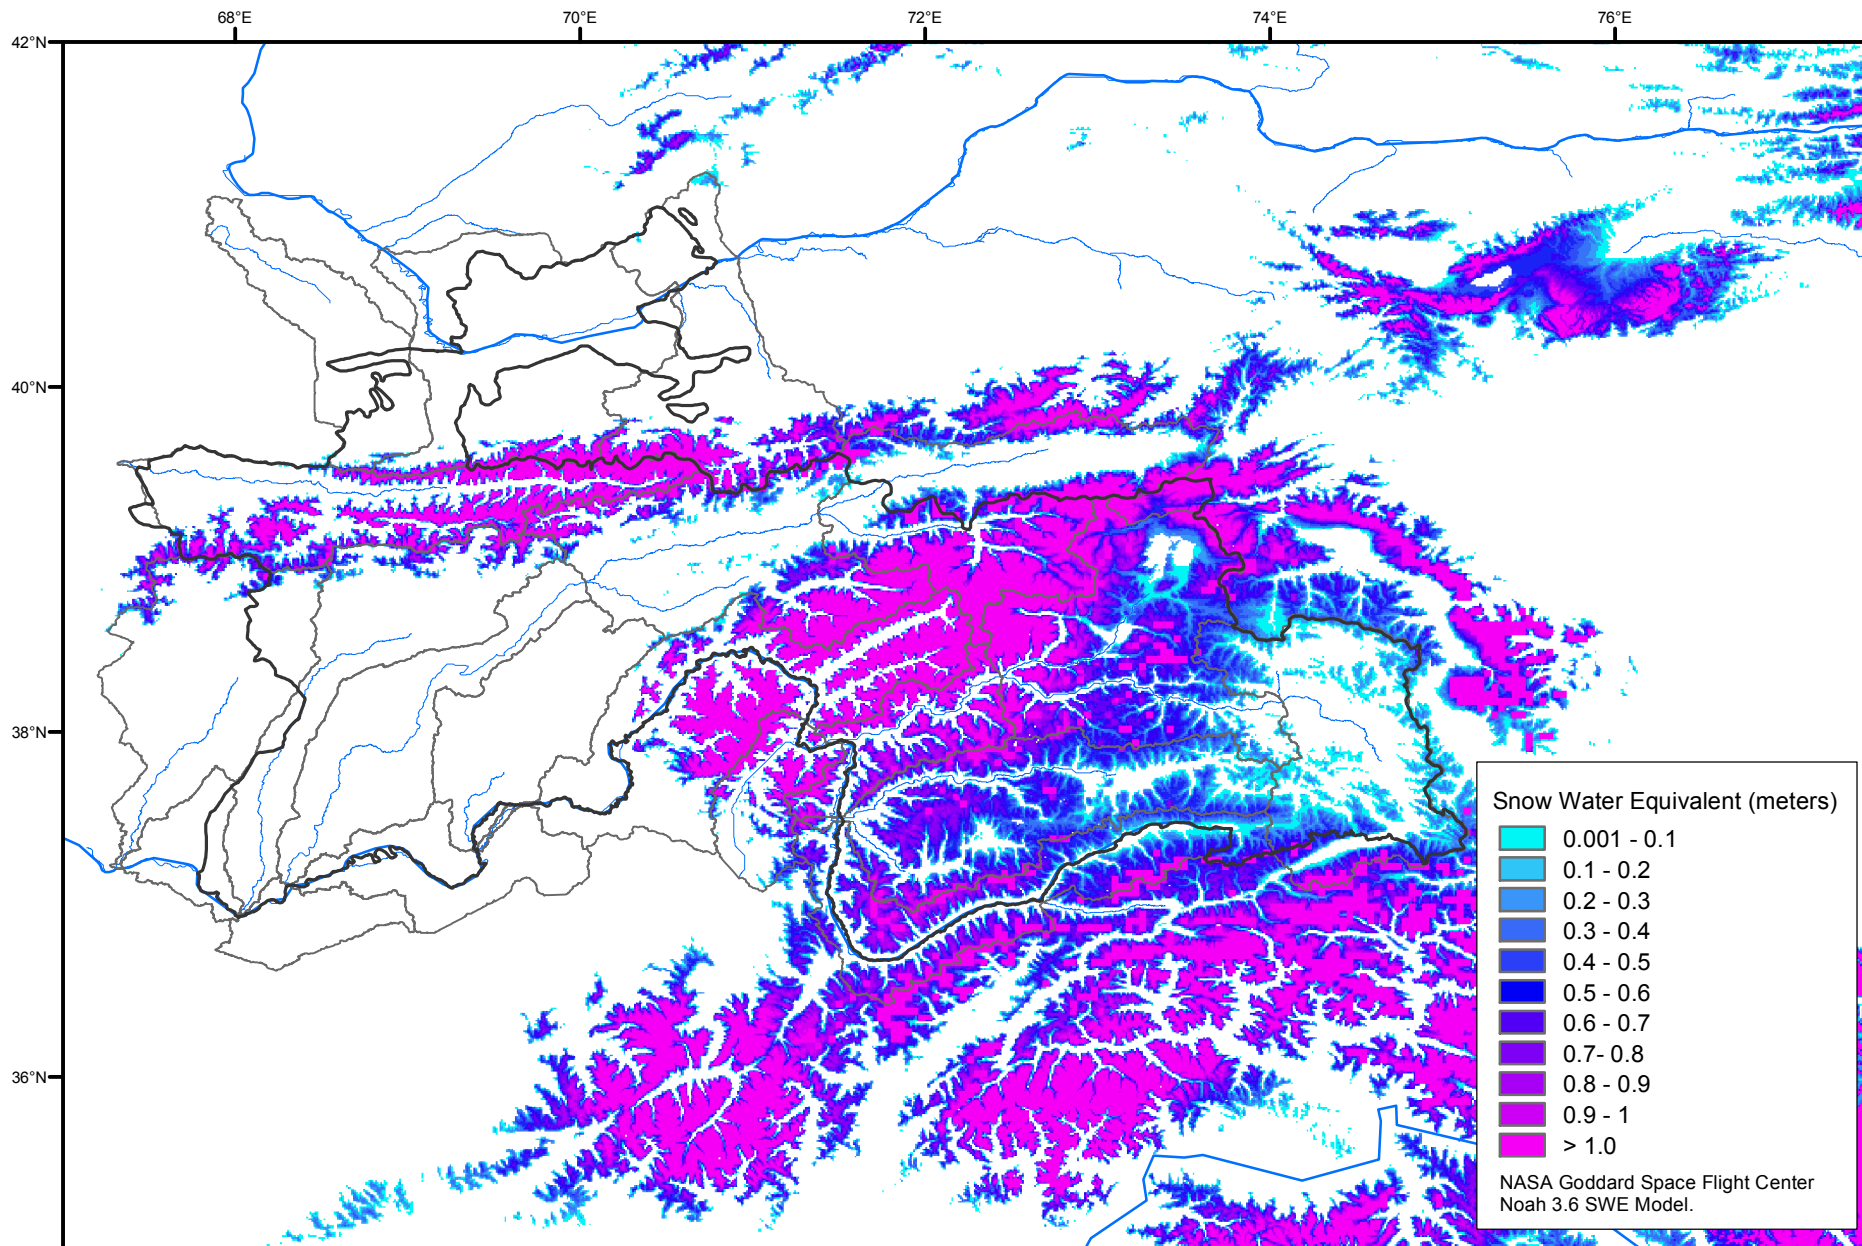 68°E
70°E
72°E
74°E
76°E
42°N
40°N
38°N
36°N
Snow Water Equivalent (meters)
0.001 - 0.1
0.1 - 0.2
0.2 - 0.3
0.3 - 0.4
0.4 - 0.5
0.5 - 0.6
0.6 - 0.7
0.7- 0.8
0.8 - 0.9
0.9 - 1
> 1.0
NASA Goddard Space Flight Center
Noah 3.6 SWE Model.